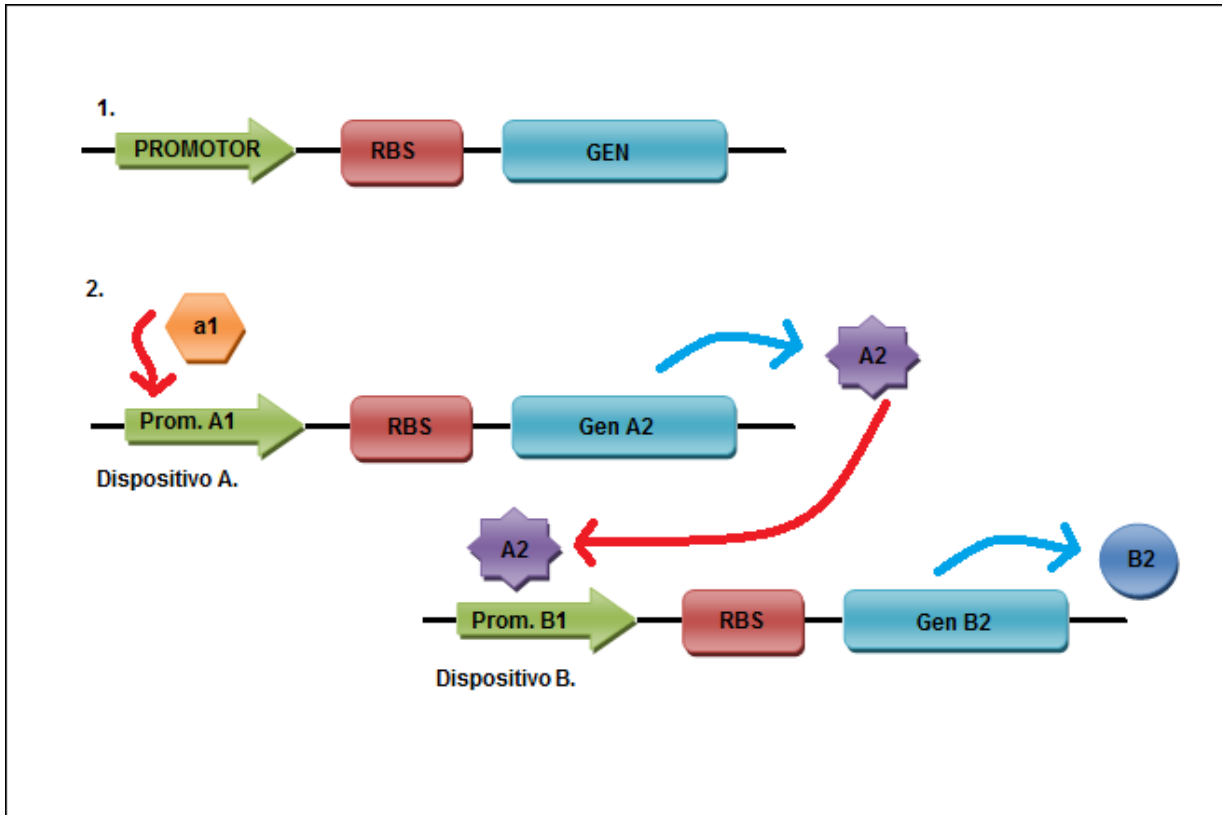 1.
PROMOTOR RBS GEN
2.
a1
A2
Prom. A1 RBS Gen A2
Dispositivo A.
A2
B2
Prom. B1 RBS Gen B2
Dispositivo B.